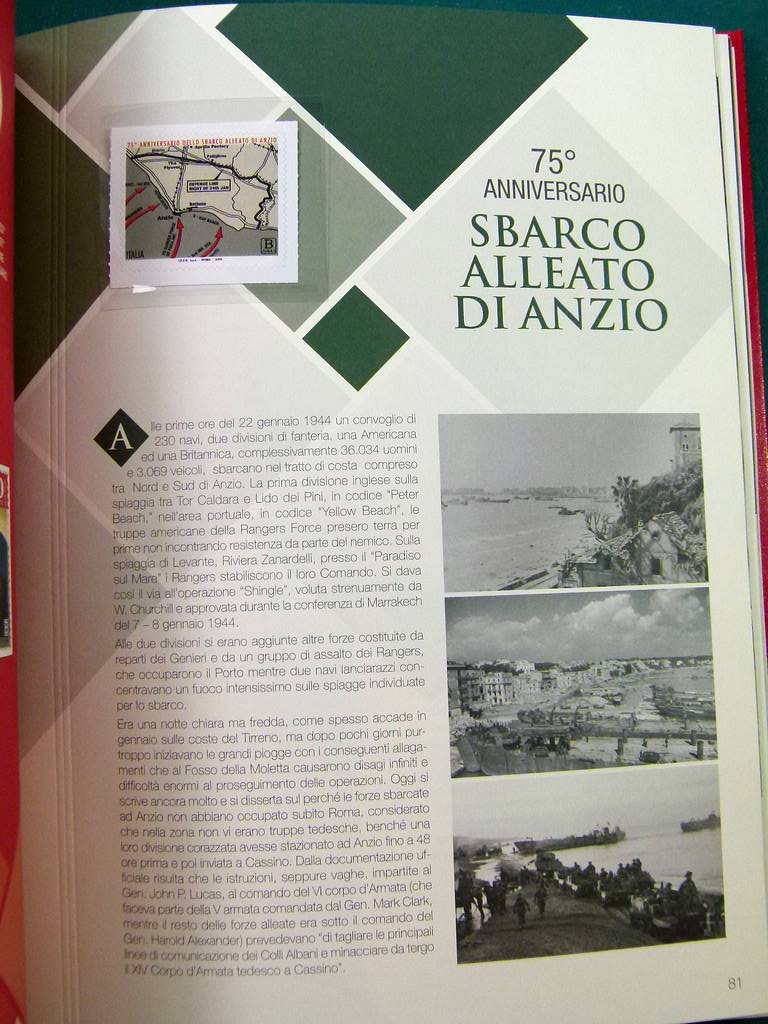 75° ANNIVERSARIO DELLO SBARCO ALLEATO DI ANZIO
Aprilia Factory
DEFENSE LINE
NIGHT OF 24th JAN
Nettuno
Anzio
ITALIA
B
75°
ANNIVERSARIO
SBARCO
ALLEATO
DI ANZIO
Alle prime ore del 22 gennaio 1944 un convoglio di
230 navi, due divisioni di fanteria, una Americana
ed una Britannica, complessivamente 36.034 uomini
e 3.069 veicoli, sbarcano nel tratto di costa compreso
tra Nord e Sud di Anzio. La prima divisione inglese sulla
spiaggia tra Tor Caldara e Lido dei Pini, in codice "Peter
Beach," nell'area portuale, in codice "Yellow Beach", le
truppe americane della Rangers Force presero terra per
prime non incontrando resistenza da parte del nemico. Sulla
spiaggia di Levante, Riviera Zanardelli, presso il "Paradiso
sul Mare" i Rangers stabiliscono il loro Comando. Si dava
così il via all'operazione "Shingle", voluta strenuamente da
W. Churchill e approvata durante la conferenza di Marrakech
del 7 – 8 gennaio 1944.
Alle due divisioni si erano aggiunte altre forze costituite da
reparti dei Genieri e da un gruppo di assalto dei Rangers,
che occuparono il Porto mentre due navi lanciarazzi con-
centravano un fuoco intensissimo sulle spiagge individuate
per lo sbarco.
Era una notte chiara ma fredda, come spesso accade in
gennaio sulle coste del Tirreno, ma dopo pochi giorni pur-
troppo iniziavano le grandi piogge con i conseguenti allaga-
menti che al Fosso della Moletta causarono disagi infiniti e
difficoltà enormi al proseguimento delle operazioni. Oggi si
scrive ancora molto e si disserta sul perché le forze sbarcate
ad Anzio non abbiano occupato subito Roma, considerato
che nella zona non vi erano truppe tedesche, benché una
loro divisione corazzata avesse stazionato ad Anzio fino a 48
ore prima e poi inviata a Cassino. Dalla documentazione uf-
ficiale risulta che le istruzioni, seppure vaghe, impartite al
Gen. John P. Lucas, al comando del VI corpo d'Armata (che
faceva parte della V armata comandata dal Gen. Mark Clark,
mentre il resto delle forze alleate era sotto il comando del
Gen. Harold Alexander) prevedevano "di tagliare le principali
linee di comunicazione dei Colli Albani e minacciare da tergo
il XIV Corpo d'Armata tedesco a Cassino".
81